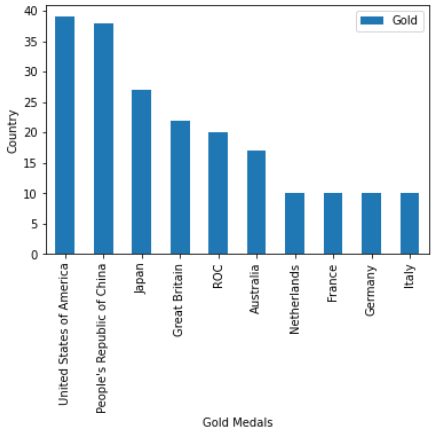 Gold
40
35
30
25
20
15
10
5
0
Country
United States of America
People's Republic of China
Japan
Great Britain
ROC
Australia
Netherlands
France
Germany
Italy
Gold Medals